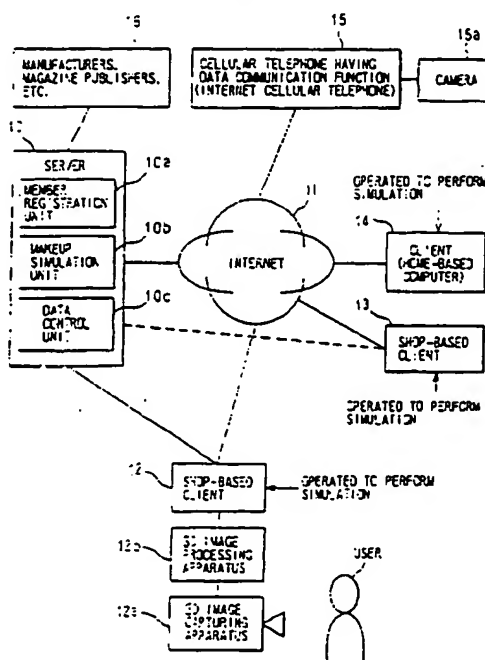 16
MANUFACTURERS,
MAGAZINE PUBLISHERS,
ETC.
15
CELLULAR TELEPHONE HAVING
DATA COMMUNICATION FUNCTION
(INTERNET CELLULAR TELEPHONE)
15a
CAMERA
10
SERVER
10a
MEMBER
REGISTRATION
UNIT
10b
MAKEUP
SIMULATION
UNIT
10c
DATA
CONTROL
UNIT
11
INTERNET
OPERATED TO PERFORM
SIMULATION
14
CLIENT
(HOME-BASED
COMPUTER)
13
SHOP-BASED
CLIENT
OPERATED TO PERFORM
SIMULATION
12
SHOP-BASED
CLIENT
OPERATED TO PERFORM
SIMULATION
12b
3D IMAGE
PROCESSING
APPARATUS
12a
3D IMAGE
CAPTURING
APPARATUS
USER